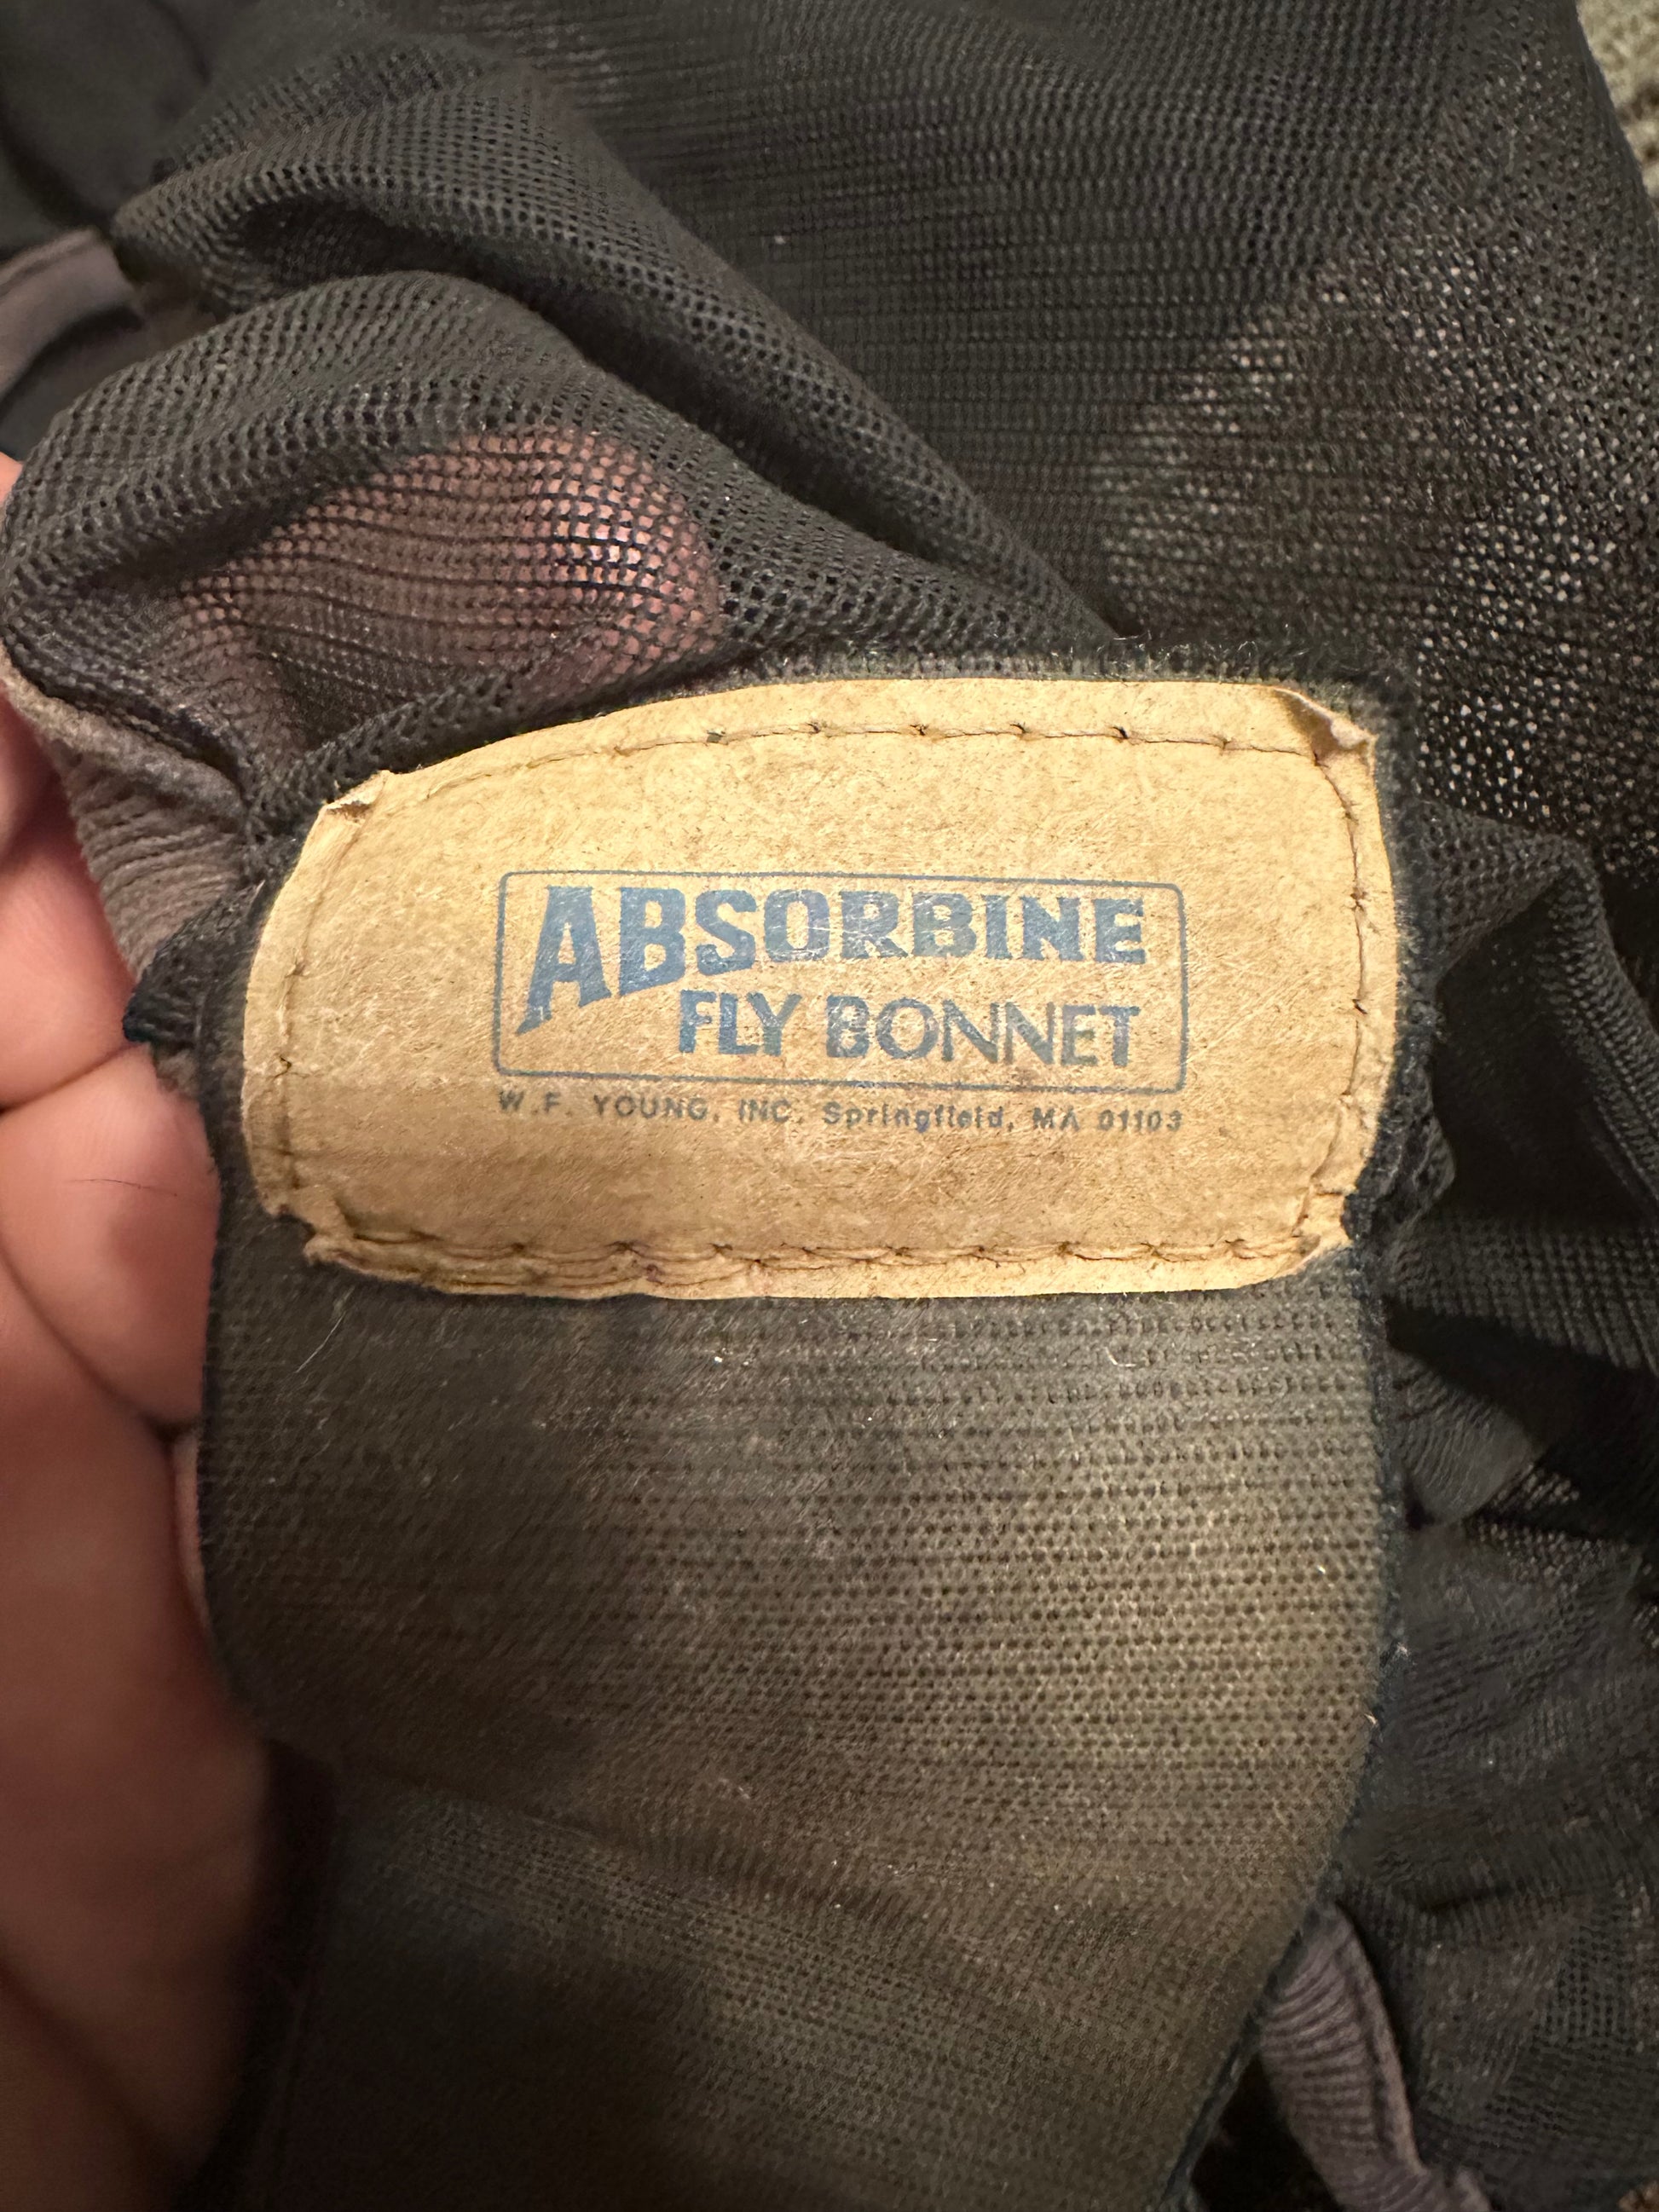 ABSORBINE
FLY BONNET
W.F. YOUNG, INC. Springfield, MA 01103